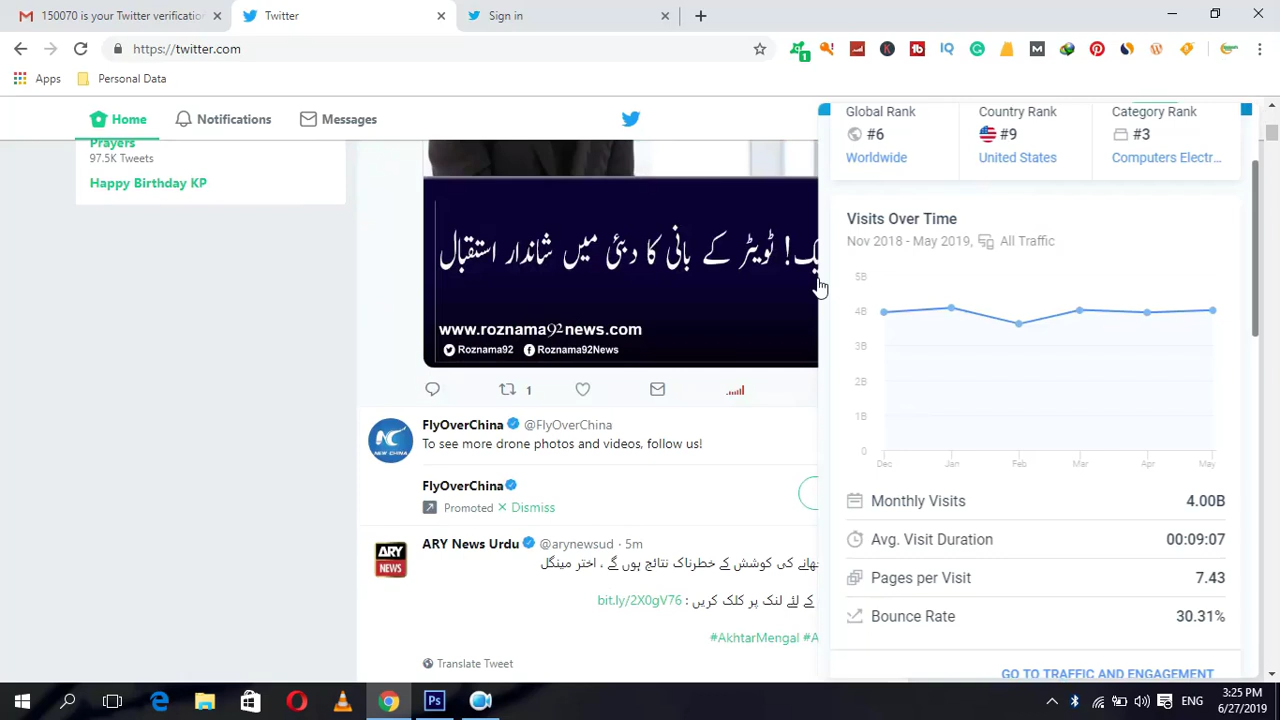 150070 is your Twitter verificatio
Twitter
Sign in
https://twitter.com
1
Apps
Personal Data
Home
Notifications
Messages
Prayers
97.5K Tweets
Happy Birthday KP
ٹویٹر کے بانی کا دبئی میں شاندار استقبال
www.roznama92news.com
Roznama92
Roznama92News
1
FlyOverChina @FlyOverChina
To see more drone photos and videos, follow us!
NEW CHINA
FlyOverChina
Promoted
Dismiss
ARY News Urdu @arynewsud · 5m
ARY NEWS
کی کوشش کے خطرناک نتائج ہوں گے ، اختر مینگل
کے لئے لنک پر کلک کریں : bit.ly/2X0gV76
#AkhtarMengal #A
Translate Tweet
Global Rank
#6
Worldwide
Country Rank
#9
United States
Category Rank
#3
Computers Electr...
Visits Over Time
Nov 2018 - May 2019, All Traffic
5B
4B
3B
2B
1B
0
Dec Jan Feb Mar Apr May
Monthly Visits 4.00B
Avg. Visit Duration 00:09:07
Pages per Visit 7.43
Bounce Rate 30.31%
GO TO TRAFFIC AND ENGAGEMENT
Ps
ENG
3:25 PM
6/27/2019